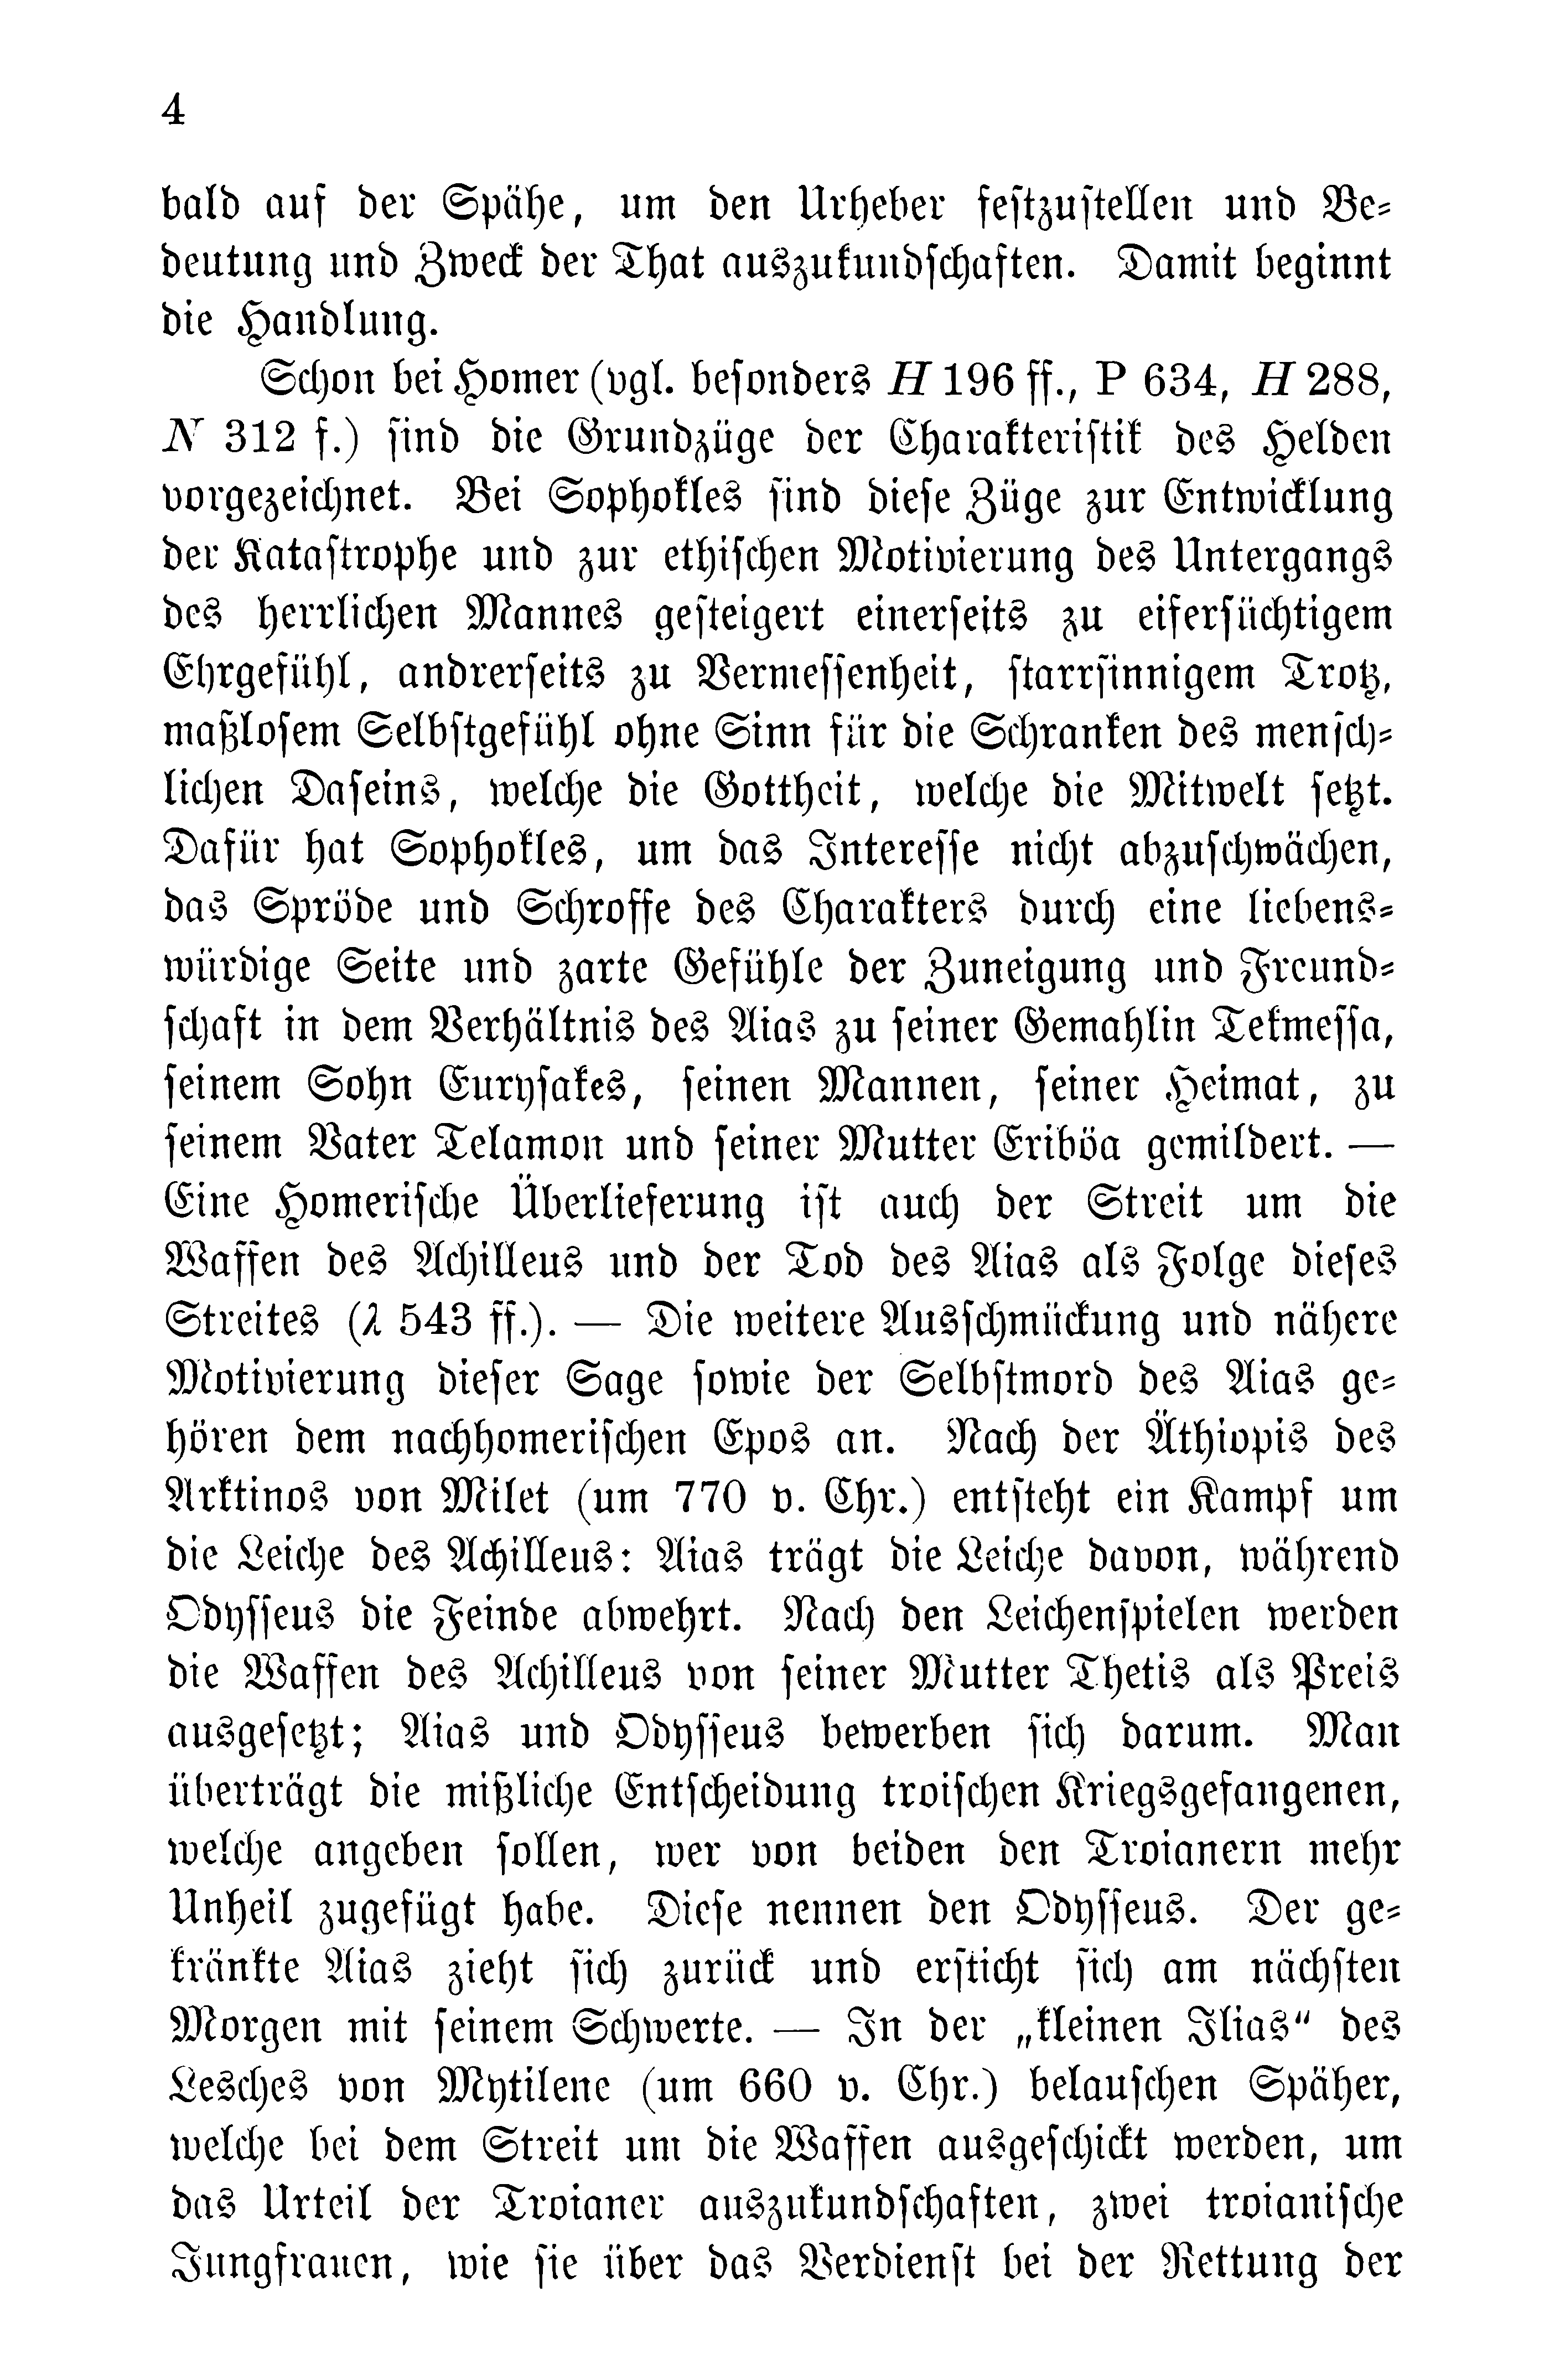 4
bald auf der Spähe, um den Urheber festzustellen und Be=
deutung und Zweck der That auszukundschaften. Damit beginnt
die Handlung.
Schon bei Homer (vgl. besonders H 196 ff., P 634, H 288,
N 312 f.) sind die Grundzüge der Charakteristik des Helden
vorgezeichnet. Bei Sophokles sind diese Züge zur Entwicklung
der Katastrophe und zur ethischen Motivierung des Untergangs
des herrlichen Mannes gesteigert einerseits zu eifersüchtigem
Ehrgefühl, andrerseits zu Vermessenheit, starrsinnigem Trotz,
maßlosem Selbstgefühl ohne Sinn für die Schranken des mensch=
lichen Daseins, welche die Gottheit, welche die Mitwelt setzt.
Dafür hat Sophokles, um das Interesse nicht abzuschwächen,
das Spröde und Schroffe des Charakters durch eine liebens=
würdige Seite und zarte Gefühle der Zuneigung und Freund=
schaft in dem Verhältnis des Aias zu seiner Gemahlin Tekmessa,
seinem Sohn Eurysakes, seinen Mannen, seiner Heimat, zu
seinem Vater Telamon und seiner Mutter Eriböa gemildert. —
Eine Homerische Überlieferung ist auch der Streit um die
Waffen des Achilleus und der Tod des Aias als Folge dieses
Streites (λ 543 ff.). — Die weitere Ausschmückung und nähere
Motivierung dieser Sage sowie der Selbstmord des Aias ge=
hören dem nachhomerischen Epos an. Nach der Äthiopis des
Arktinos von Milet (um 770 v. Chr.) entsteht ein Kampf um
die Leiche des Achilleus: Aias trägt die Leiche davon, während
Odysseus die Feinde abwehrt. Nach den Leichenspielen werden
die Waffen des Achilleus von seiner Mutter Thetis als Preis
ausgesetzt; Aias und Odysseus bewerben sich darum. Man
überträgt die mißliche Entscheidung troischen Kriegsgefangenen,
welche angeben sollen, wer von beiden den Troianern mehr
Unheil zugefügt habe. Diese nennen den Odysseus. Der ge=
kränkte Aias zieht sich zurück und ersticht sich am nächsten
Morgen mit seinem Schwerte. — In der „kleinen Ilias“ des
Lesches von Mytilene (um 660 v. Chr.) belauschen Späher,
welche bei dem Streit um die Waffen ausgeschickt werden, um
das Urteil der Troianer auszukundschaften, zwei troianische
Jungfrauen, wie sie über das Verdienst bei der Rettung der